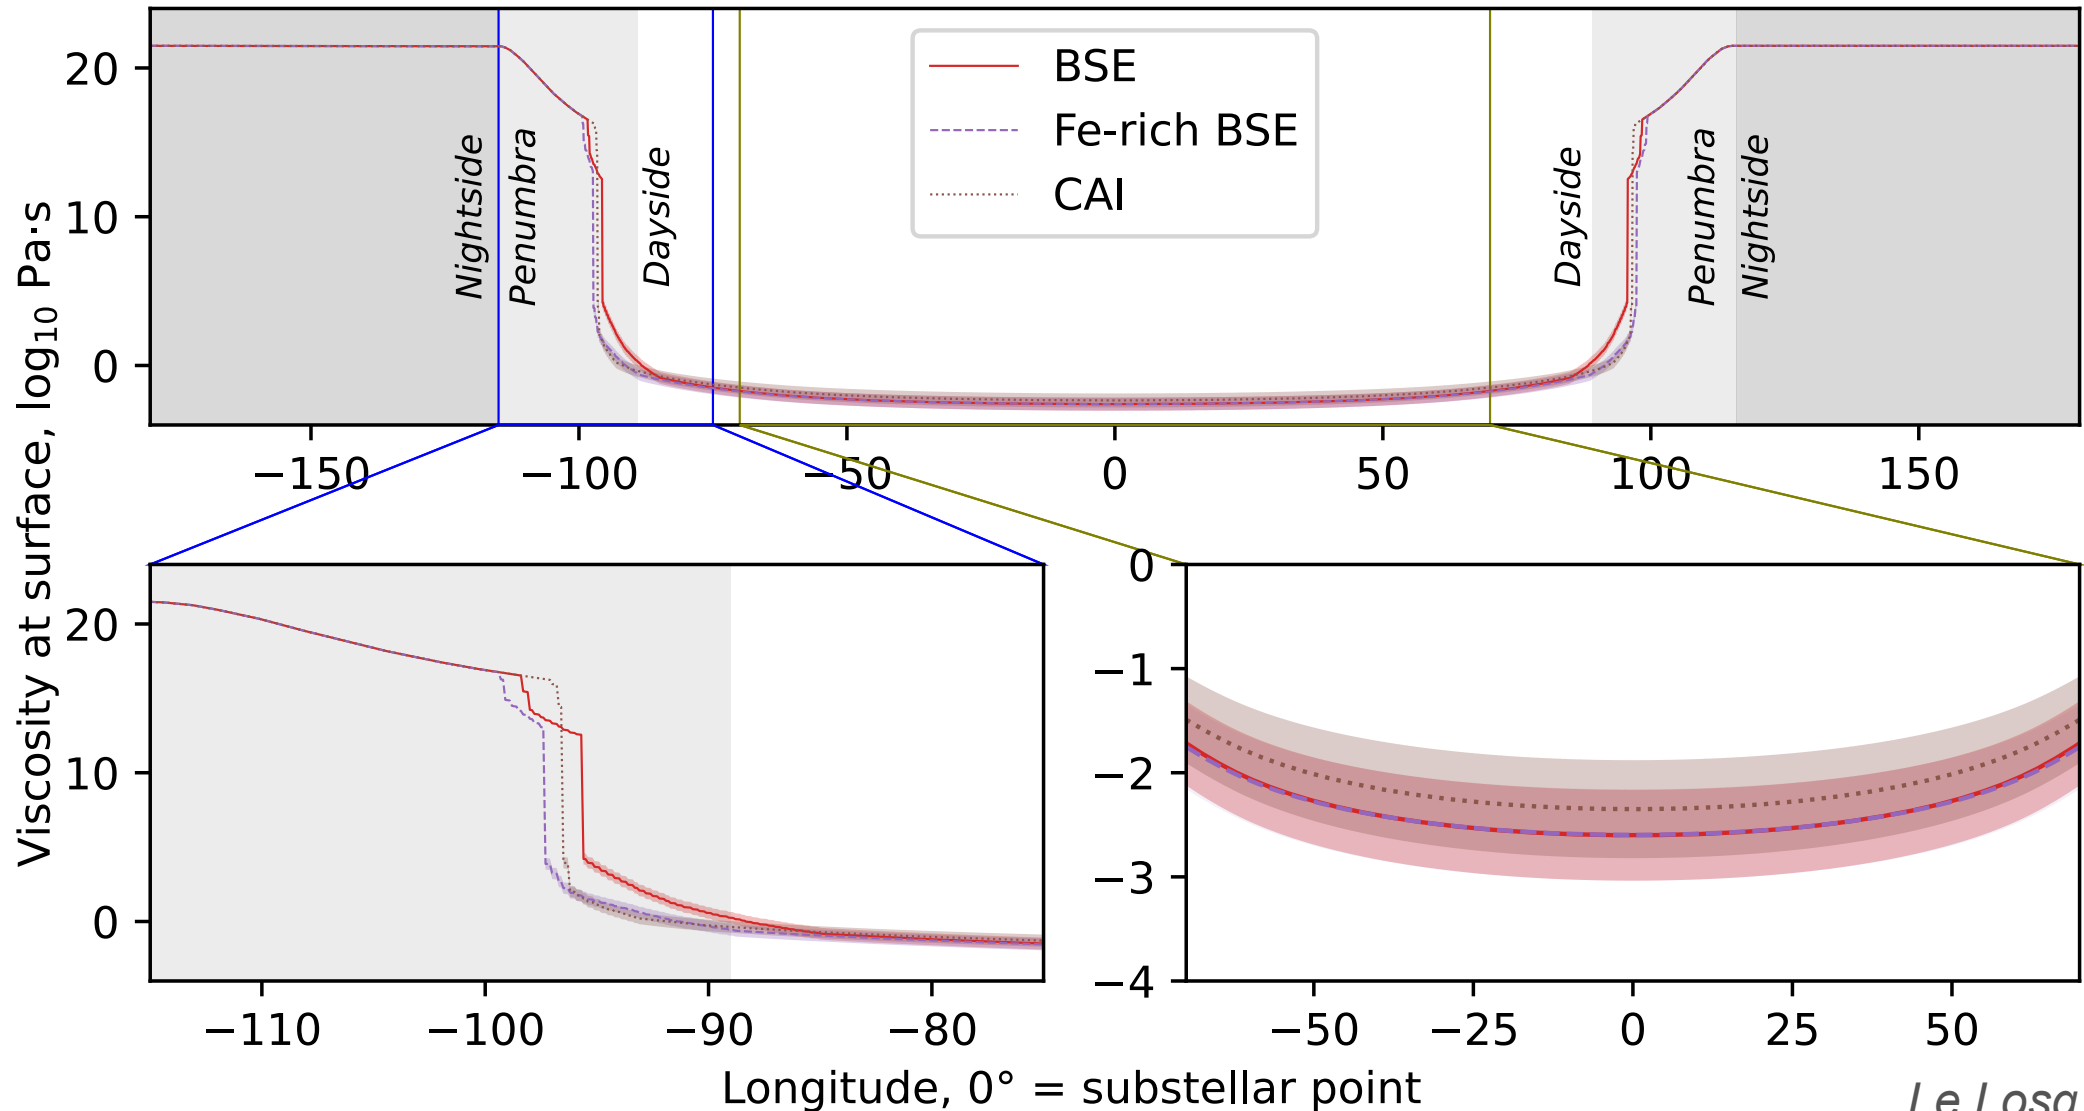 BSE
Fe-rich BSE
CAI
20
10
0
Nightside
Penumbra
Dayside
Dayside
Penumbra
Nightside
−150 −100 −50 0 50 100 150
Viscosity at surface, log₁₀ Pa·s
20
10
0
−110 −100 −90 −80
0
−1
−2
−3
−4
−50 −25 0 25 50
Longitude, 0° = substellar point